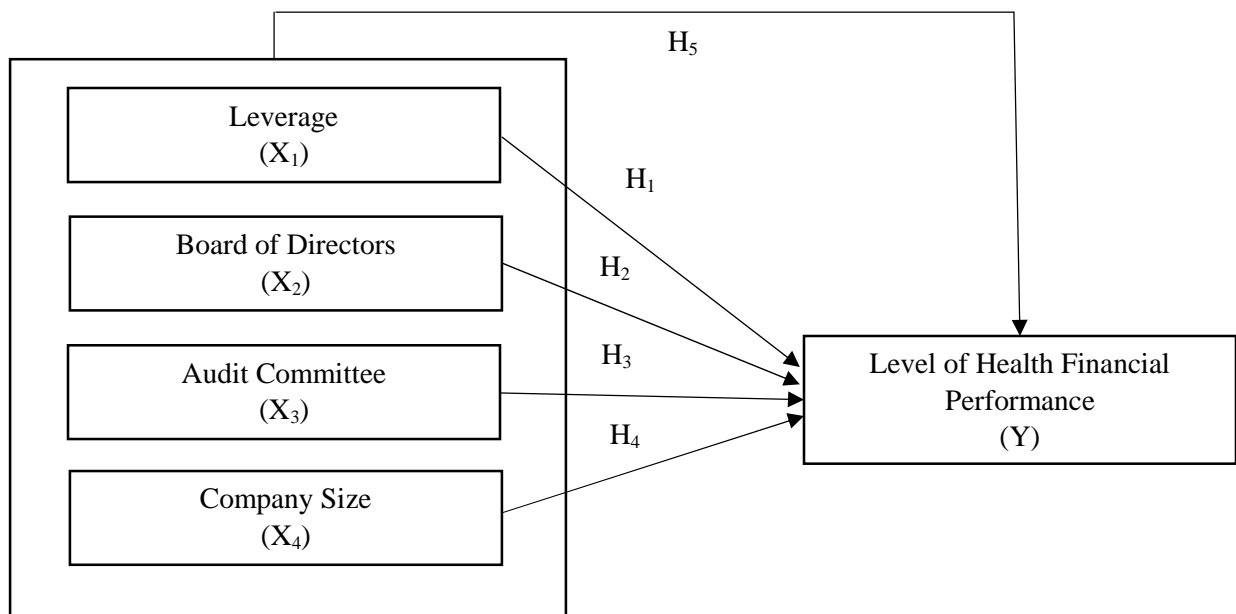 H₅
Leverage
(X₁)
H₁
Board of Directors
(X₂)
H₂
Audit Committee
(X₃)
H₃
Level of Health Financial
Performance
(Y)
H₄
Company Size
(X₄)